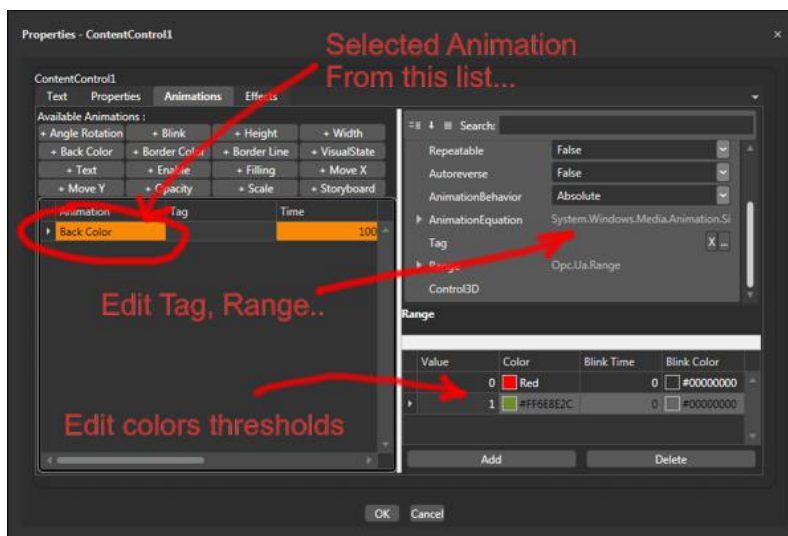 Properties - ContentControl1
Selected Animation
From this list...
ContentControl1
Text Properties Animations Effects
Available Animations :
+ Angle Rotation + Blink + Height + Width
+ Back Color + Border Color + Border Line + VisualState
+ Text + Enable + Filling + Move X
+ Move Y + Opacity + Scale + Storyboard
Animation Tag Time
Back Color 100
Edit Tag, Range..
Edit colors thresholds
Search:
Repeatable False
Autoreverse False
AnimationBehavior Absolute
AnimationEquation System.Windows.Media.Animation.Si
Tag X ...
Range Opc.Ua.Range
Control3D
Range
Value Color Blink Time Blink Color
0 Red 0 #00000000
1 #FF6E8E2C 0 #00000000
Add Delete
OK Cancel